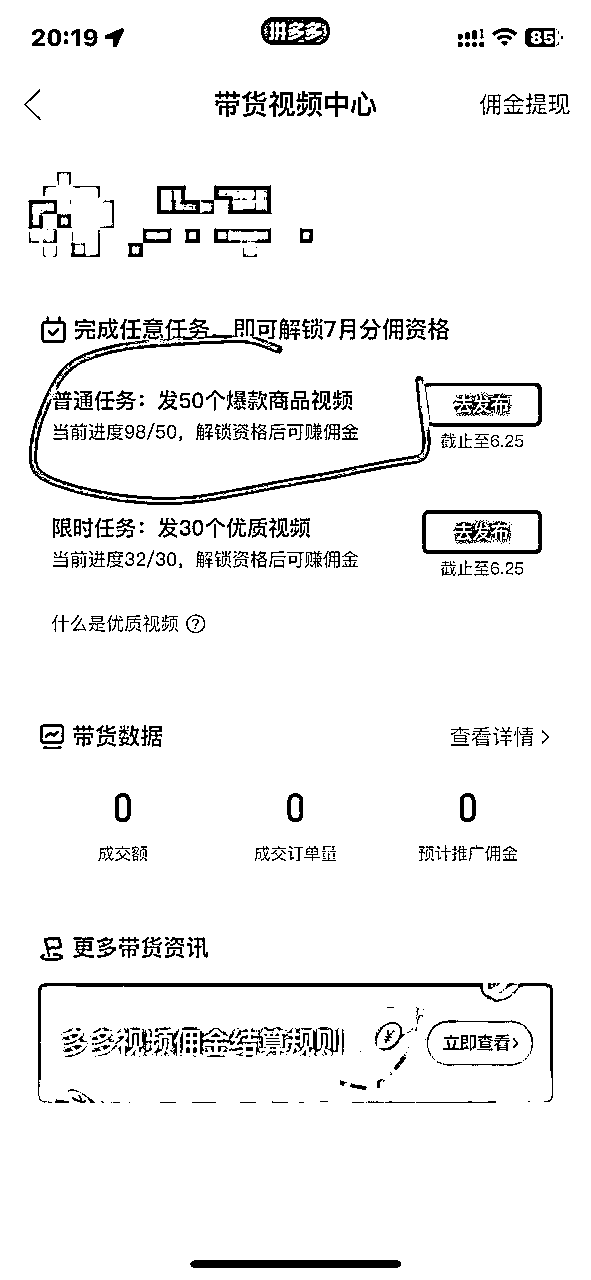 20:19
拼多多
85
带货视频中心
佣金提现
完成任意任务，即可解锁7月分佣资格
普通任务：发50个爆款商品视频
去发布
当前进度98/50，解锁资格后可赚佣金
截止至6.25
限时任务：发30个优质视频
去发布
当前进度32/30，解锁资格后可赚佣金
截止至6.25
什么是优质视频 ?
带货数据
查看详情 >
0 0 0
成交额 成交订单量 预计推广佣金
更多带货资讯
多多视频佣金结算规则
¥
立即查看>